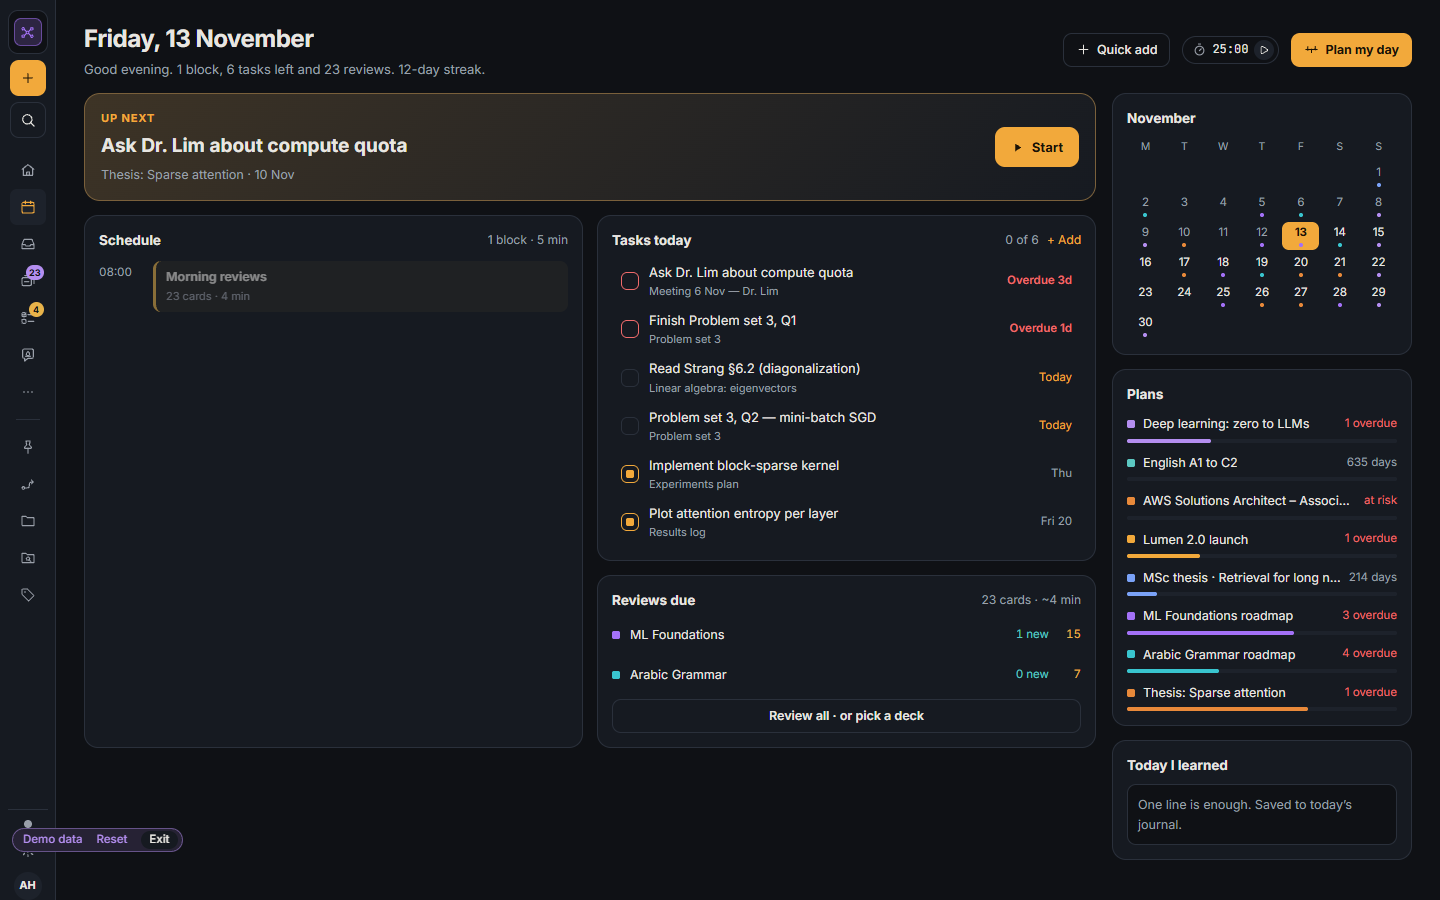 Friday, 13 November
Good evening. 1 block, 6 tasks left and 23 reviews. 12-day streak.
Quick add
25:00
Plan my day
UP NEXT
Ask Dr. Lim about compute quota
Thesis: Sparse attention · 10 Nov
Start
Schedule
1 block · 5 min
08:00
Morning reviews
23 cards · 4 min
Tasks today
0 of 6 + Add
Ask Dr. Lim about compute quota
Meeting 6 Nov — Dr. Lim
Overdue 3d
Finish Problem set 3, Q1
Problem set 3
Overdue 1d
Read Strang §6.2 (diagonalization)
Linear algebra: eigenvectors
Today
Problem set 3, Q2 — mini-batch SGD
Problem set 3
Today
Implement block-sparse kernel
Experiments plan
Thu
Plot attention entropy per layer
Results log
Fri 20
Reviews due
23 cards · ~4 min
ML Foundations 1 new 15
Arabic Grammar 0 new 7
Review all · or pick a deck
November
M T W T F S S
1
2 3 4 5 6 7 8
9 10 11 12 13 14 15
16 17 18 19 20 21 22
23 24 25 26 27 28 29
30
Plans
Deep learning: zero to LLMs 1 overdue
English A1 to C2 635 days
AWS Solutions Architect – Associ... at risk
Lumen 2.0 launch 1 overdue
MSc thesis · Retrieval for long n... 214 days
ML Foundations roadmap 3 overdue
Arabic Grammar roadmap 4 overdue
Thesis: Sparse attention 1 overdue
Today I learned
One line is enough. Saved to today's
journal.
23
4
Demo data Reset Exit
AH